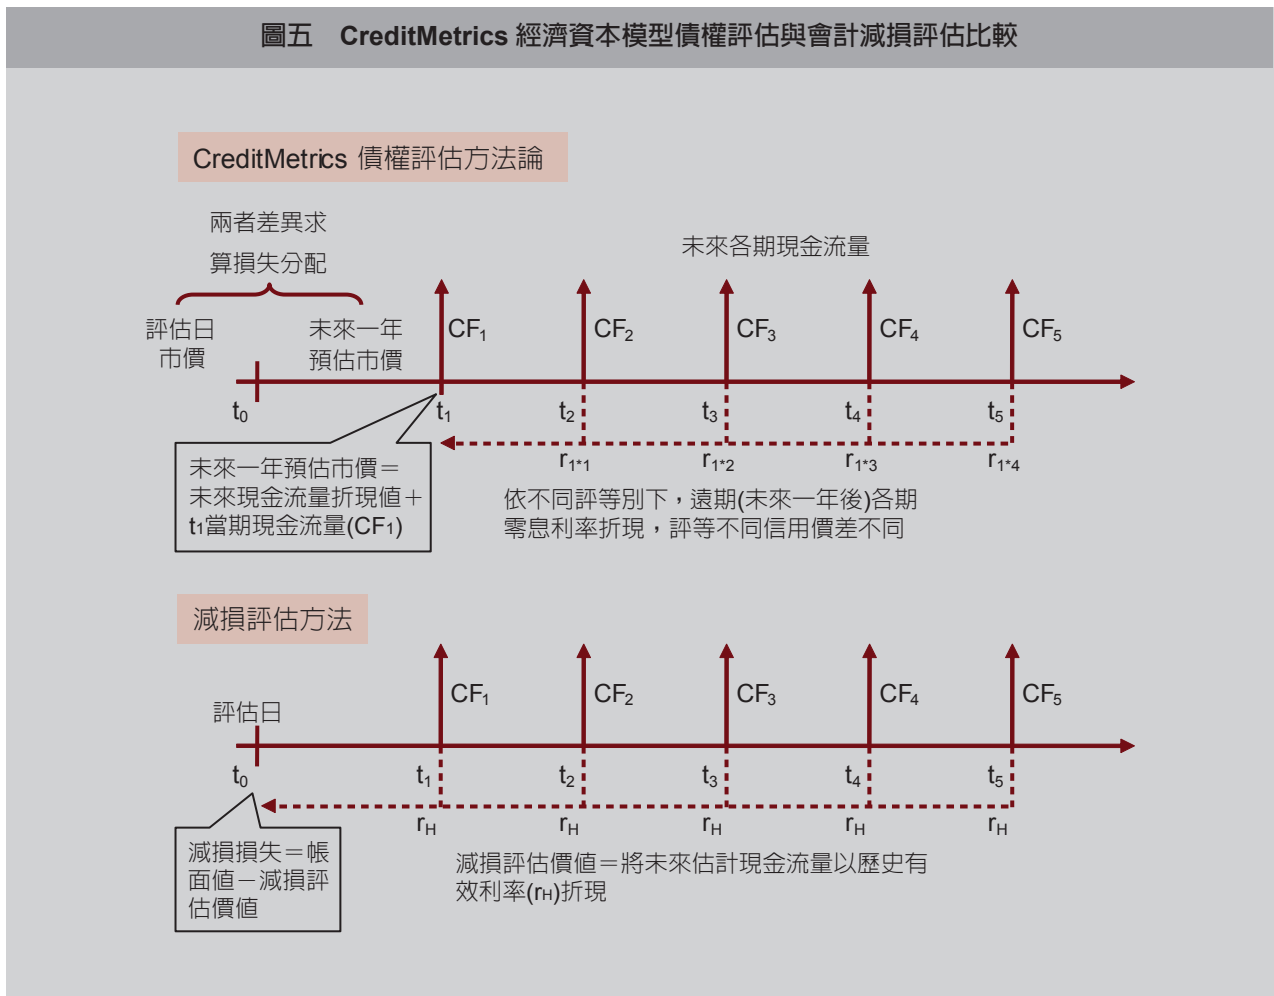 圖五 CreditMetrics 經濟資本模型債權評估與會計減損評估比較
CreditMetrics 債權評估方法論
兩者差異求
算損失分配
未來各期現金流量
評估日
市價
未來一年
預估市價
CF1 CF2 CF3 CF4 CF5
t0 t1 t2 t3 t4 t5
r1*1 r1*2 r1*3 r1*4
未來一年預估市價＝
未來現金流量折現值＋
t1當期現金流量(CF1)
依不同評等別下，遠期(未來一年後)各期
零息利率折現，評等不同信用價差不同
減損評估方法
評估日
CF1 CF2 CF3 CF4 CF5
t0 t1 t2 t3 t4 t5
rH rH rH rH rH
減損損失＝帳
面值－減損評
估價值
減損評估價值＝將未來估計現金流量以歷史有
效利率(rH)折現